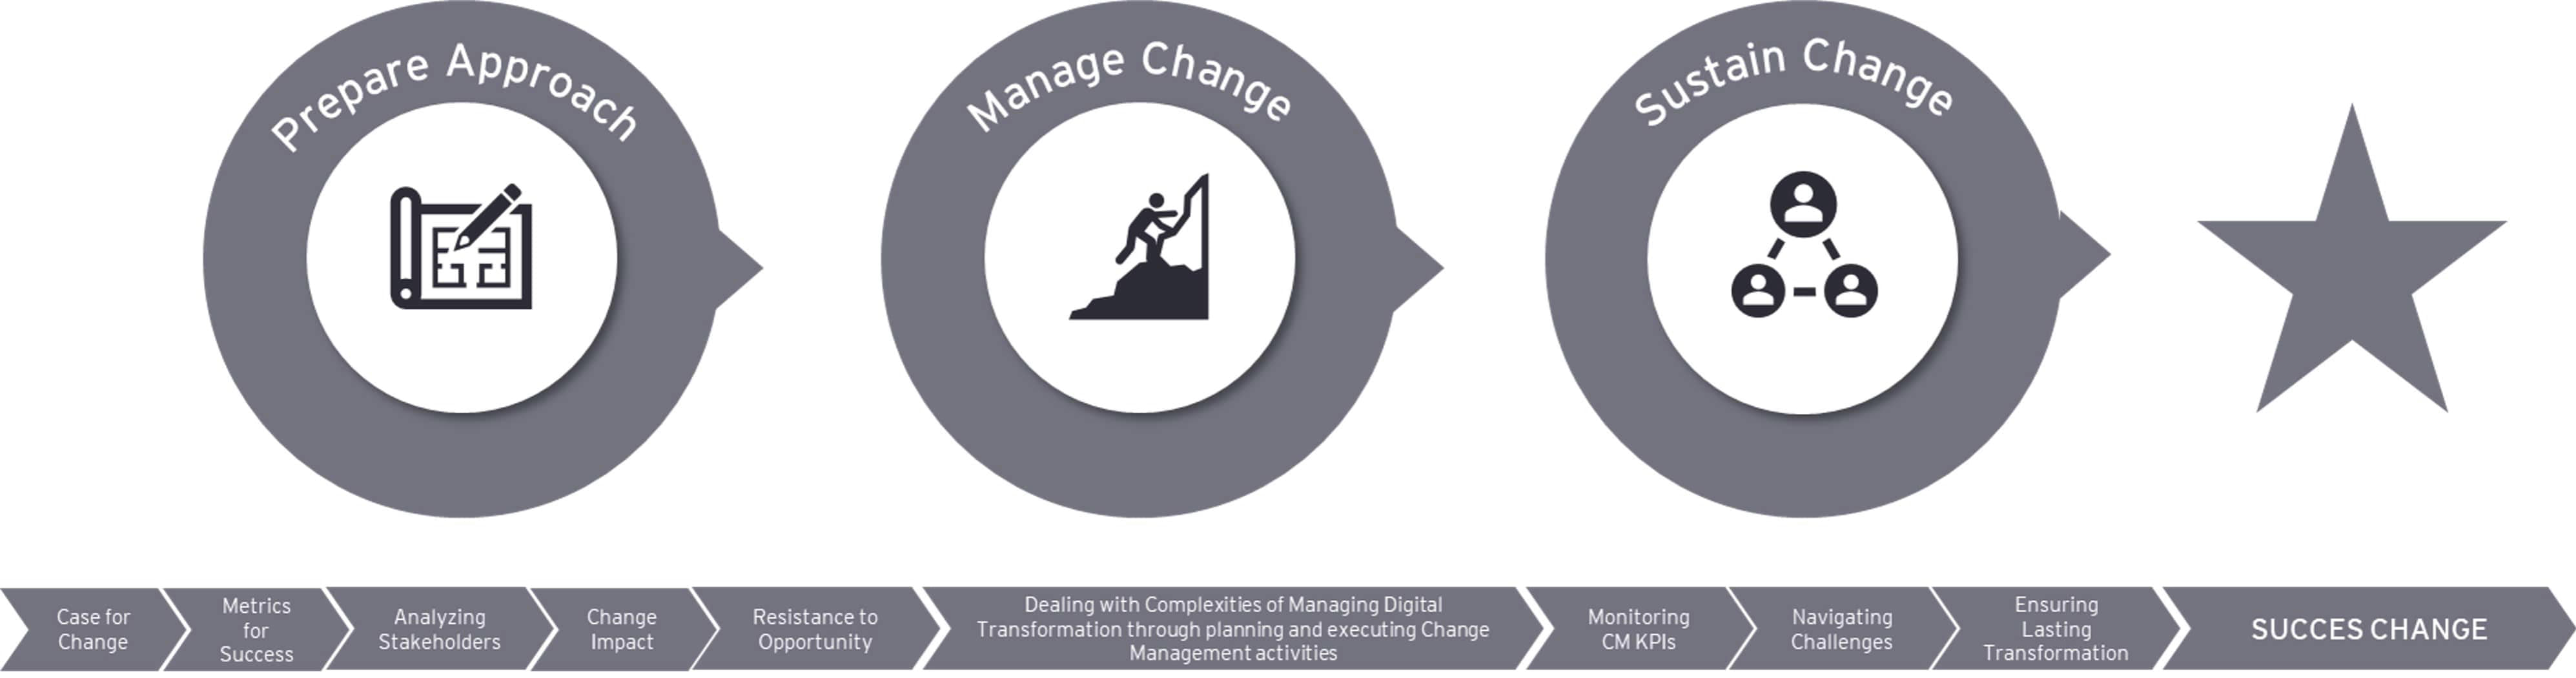 Prepare Approach
Manage Change
Sustain Change
Case for
Change
Metrics
for
Success
Analyzing
Stakeholders
Change
Impact
Resistance to
Opportunity
Dealing with Complexities of Managing Digital
Transformation through planning and executing Change
Management activities
Monitoring
CM KPIs
Navigating
Challenges
Ensuring
Lasting
Transformation
SUCCES CHANGE